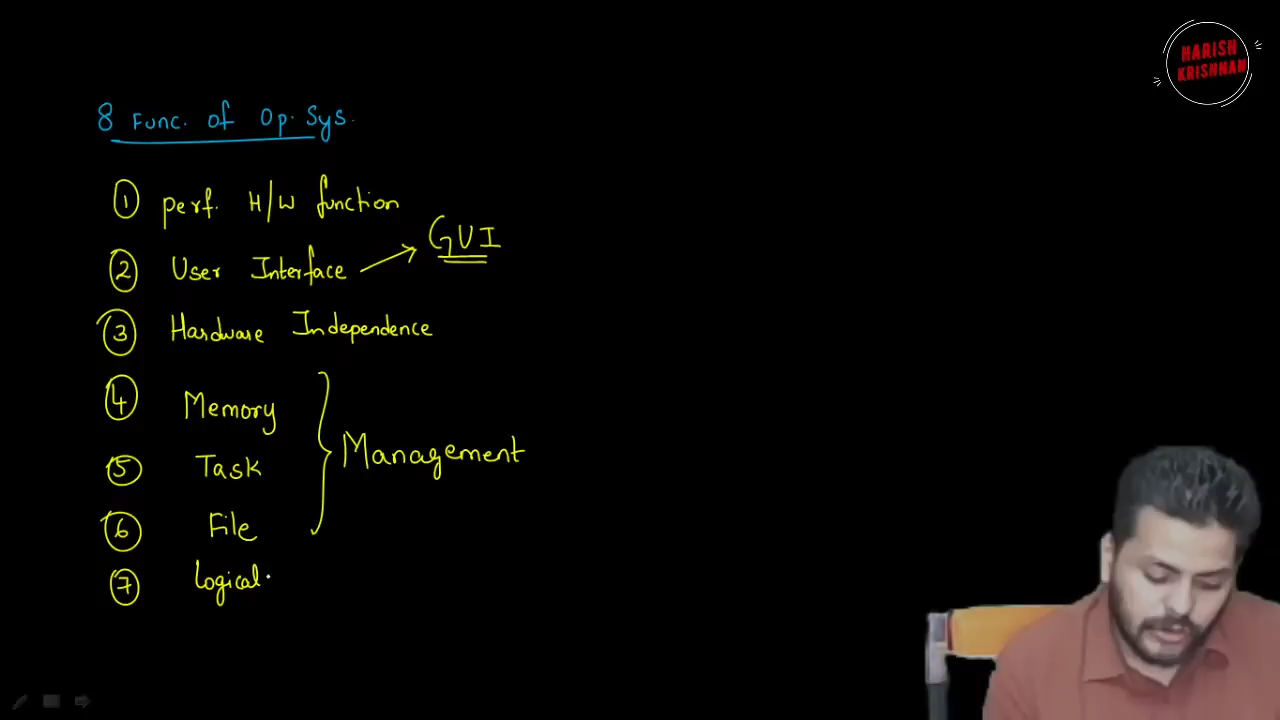 HARISH
KRISHNAN
8 Func. of Op. Sys.
1 perf. H/W function
2 User Interface → GUI
3 Hardware Independence
4 Memory
5 Task } Management
6 File
7 Logical